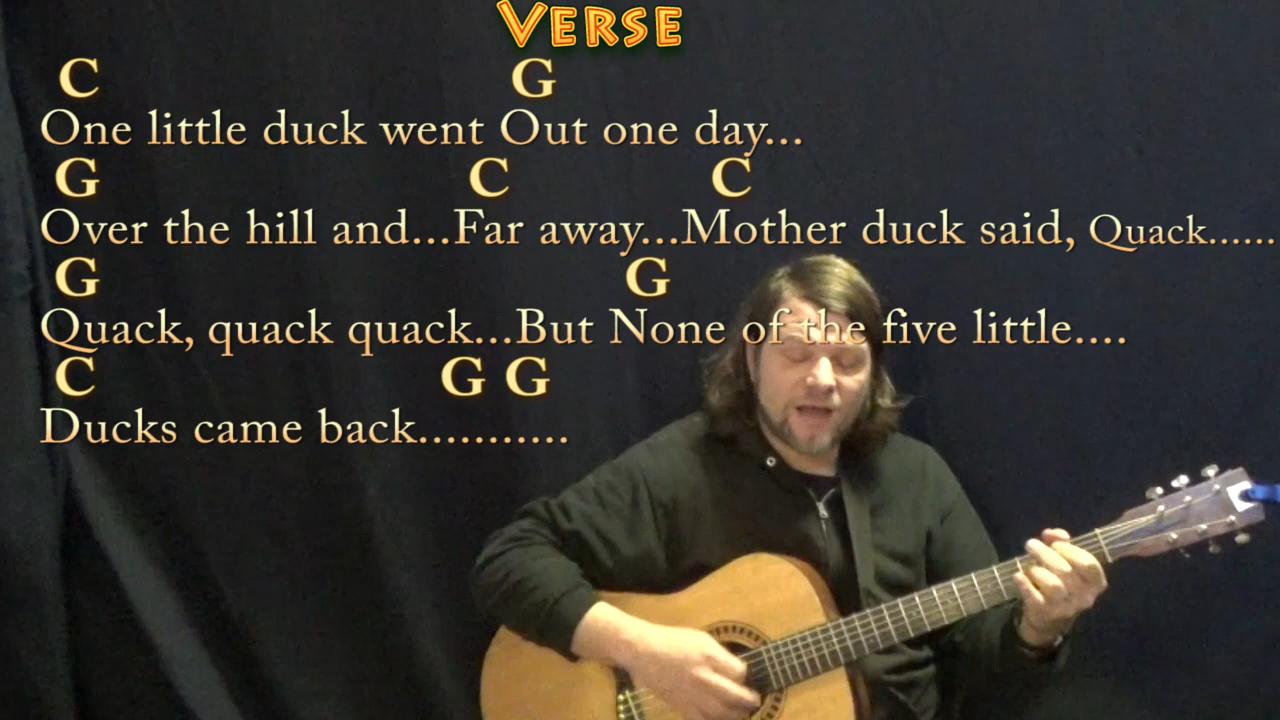 VERSE
C G
One little duck went Out one day...
G C C
Over the hill and...Far away...Mother duck said, Quack......
G G
Quack, quack quack...But None of the five little....
C G G
Ducks came back...........